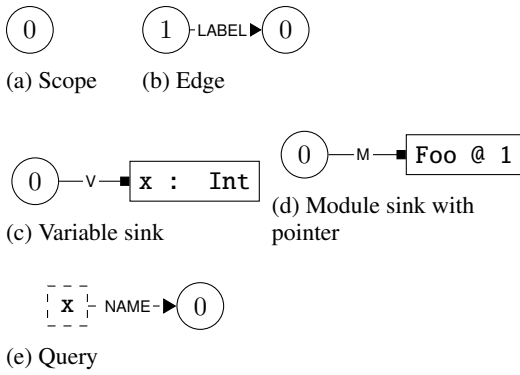 0
1 LABEL 0
(a) Scope
(b) Edge
0 V x : Int
0 M Foo @ 1
(c) Variable sink
(d) Module sink with
pointer
x NAME 0
(e) Query